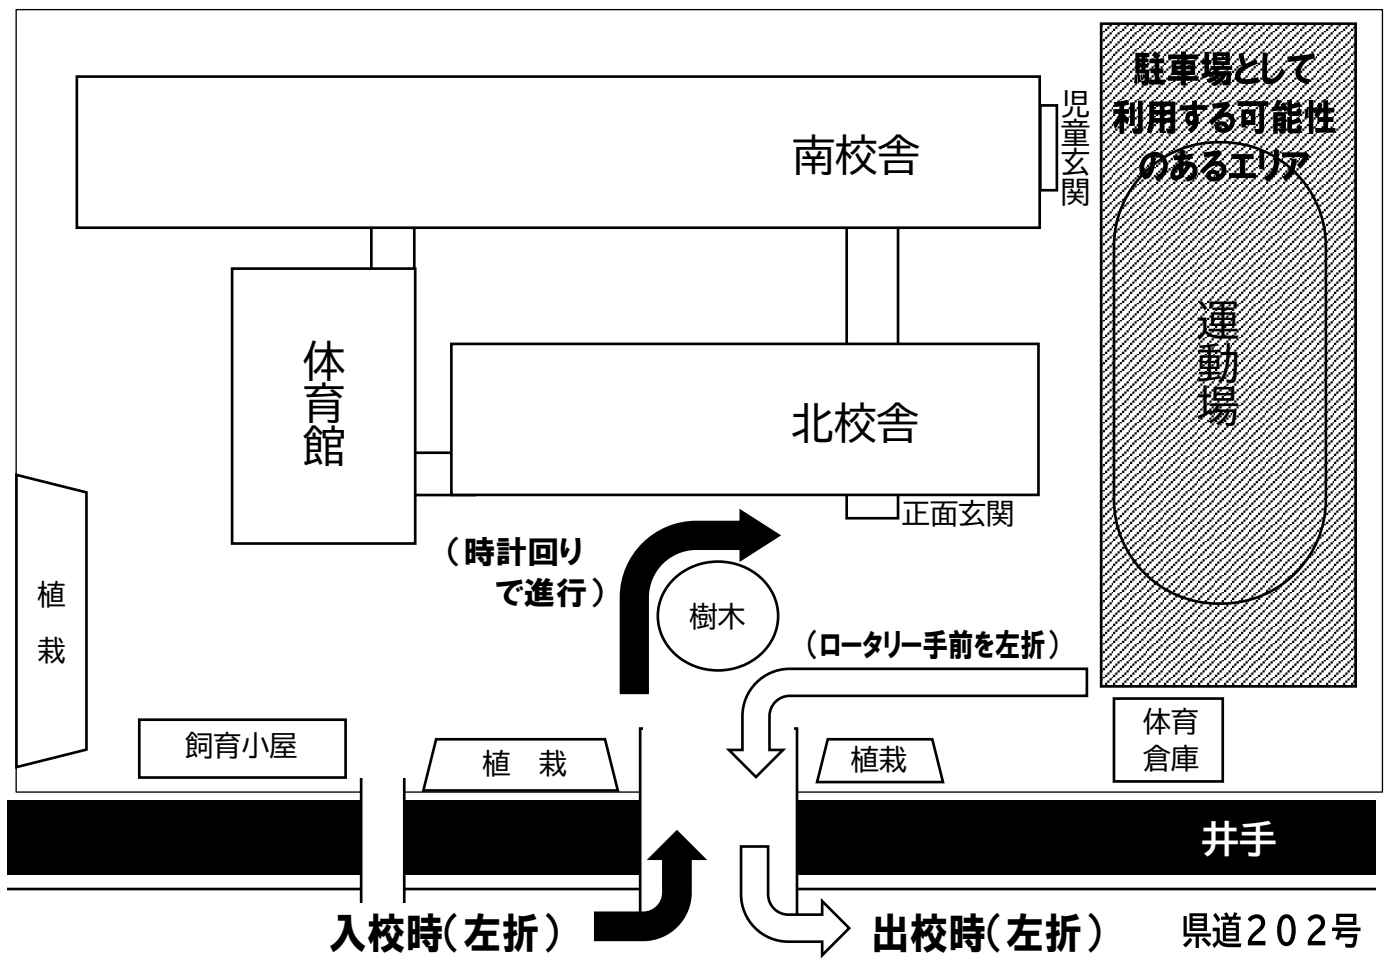 駐車場として
利用する可能性
のあるエリア
南校舎
児童玄関
運動場
体育館
北校舎
正面玄関
（時計回り
で進行）
樹木
（ロータリー手前を左折）
植栽
飼育小屋
植　栽
植栽
体育
倉庫
井手
入校時（左折）
出校時（左折）
県道２０２号